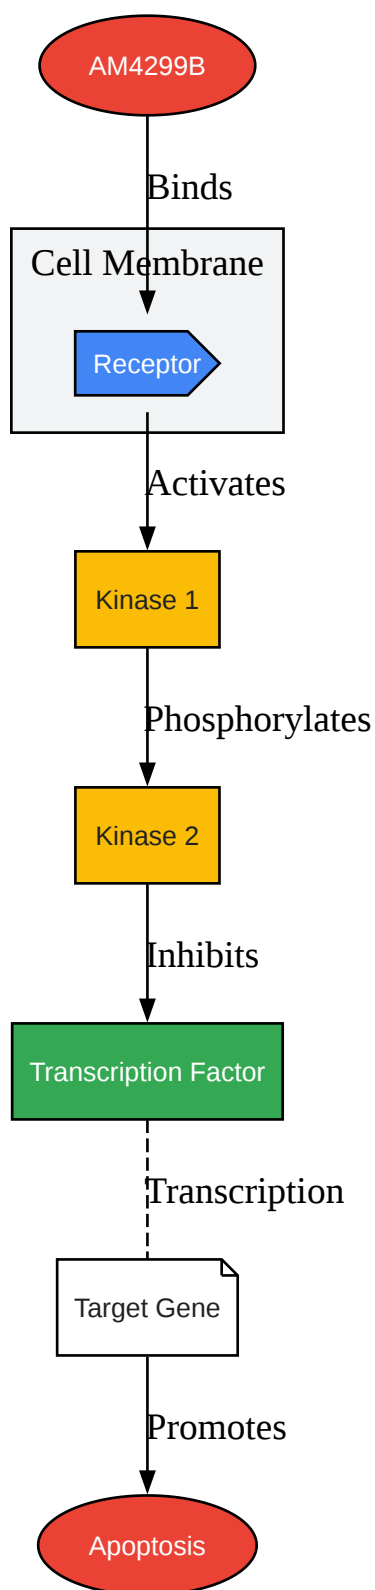 AM4299B
Binds
Cell Membrane
Receptor
Activates
Kinase 1
Phosphorylates
Kinase 2
Inhibits
Transcription Factor
Transcription
Target Gene
Promotes
Apoptosis